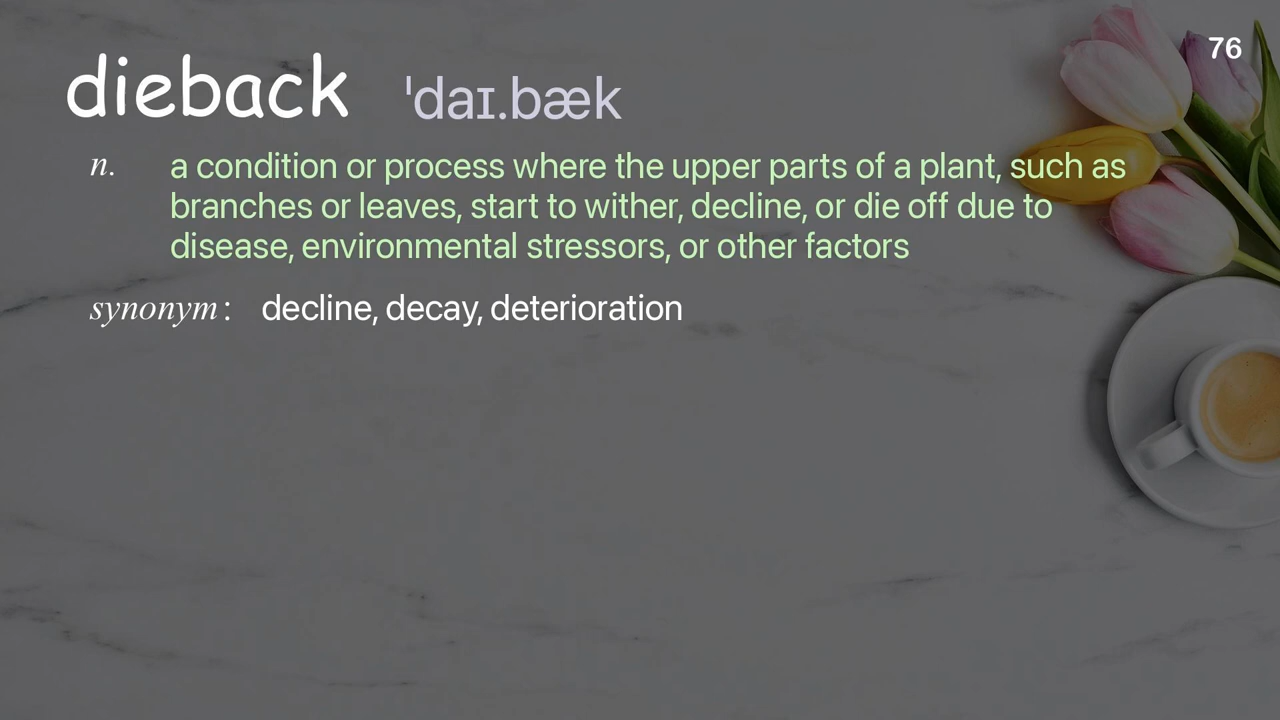 76
dieback ˈdaɪ.bæk
n. a condition or process where the upper parts of a plant, such as
branches or leaves, start to wither, decline, or die off due to
disease, environmental stressors, or other factors
synonym : decline, decay, deterioration